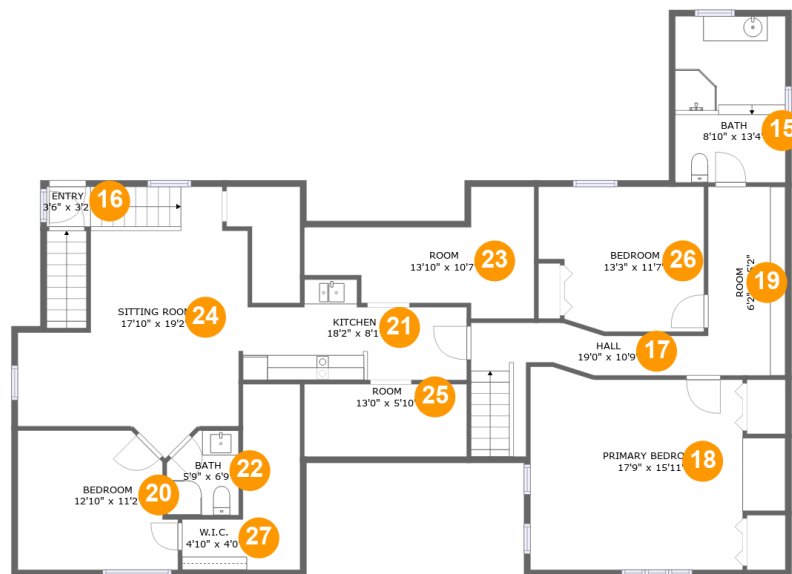 BATH
8'10" x 13'4"
15
ENTRY
3'6" x 3'2"
16
ROOM
13'10" x 10'7"
23
BEDROOM
13'3" x 11'7"
26
ROOM
19
SITTING ROOM
17'10" x 19'2"
24
KITCHEN
18'2" x 8'1"
21
HALL
19'0" x 10'9"
17
ROOM
13'0" x 5'10"
25
PRIMARY BEDROOM
17'9" x 15'11"
18
BATH
5'9" x 6'9"
22
BEDROOM
12'10" x 11'2"
20
W.I.C.
4'10" x 4'0"
27